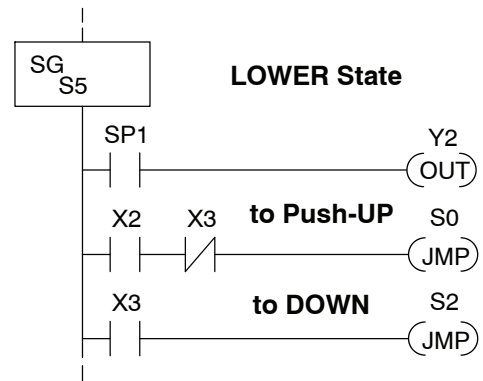 SG
S5
LOWER State
SP1
Y2
OUT
X2
X3
to Push-UP
S0
JMP
X3
to DOWN
S2
JMP